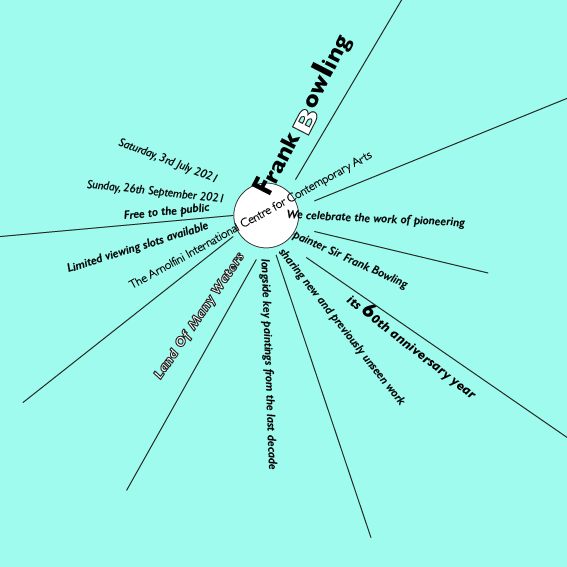 Frank Bowling
Saturday, 3rd July 2021
Sunday, 26th September 2021
Free to the public
Limited viewing slots available
The Arnolfini International Centre for Contemporary Arts
Land Of Many Waters
We celebrate the work of pioneering
painter Sir Frank Bowling
its 60th anniversary year
sharing new and previously unseen work
langside key paintings from the last decade